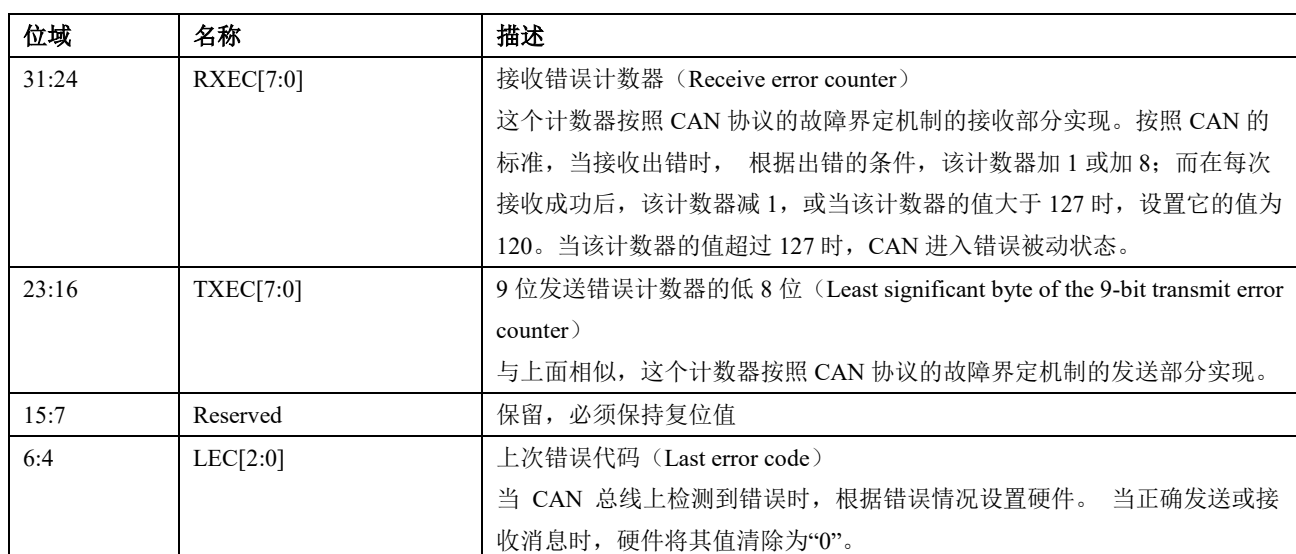 位域 名称 描述
31:24 RXEC[7:0] 接收错误计数器（Receive error counter）
这个计数器按照 CAN 协议的故障界定机制的接收部分实现。按照 CAN 的
标准，当接收出错时， 根据出错的条件，该计数器加 1 或加 8；而在每次
接收成功后，该计数器减 1，或当该计数器的值大于 127 时，设置它的值为
120。当该计数器的值超过 127 时，CAN 进入错误被动状态。
23:16 TXEC[7:0] 9 位发送错误计数器的低 8 位（Least significant byte of the 9-bit transmit error
counter）
与上面相似，这个计数器按照 CAN 协议的故障界定机制的发送部分实现。
15:7 Reserved 保留，必须保持复位值
6:4 LEC[2:0] 上次错误代码（Last error code）
当 CAN 总线上检测到错误时，根据错误情况设置硬件。 当正确发送或接
收消息时，硬件将其值清除为“0”。